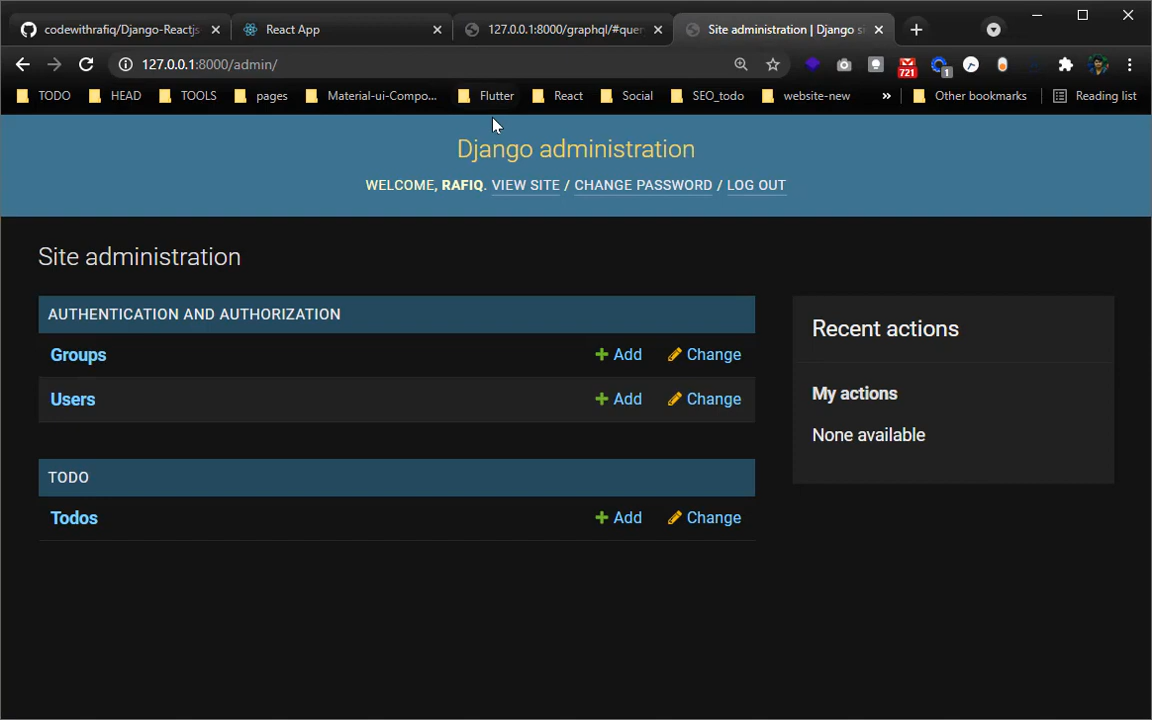 codewithrafiq/Django-Reactjs
React App
127.0.0.1:8000/graphql/#quer
Site administration | Django s
127.0.0.1:8000/admin/
721
1
TODO
HEAD
TOOLS
pages
Material-ui-Compo...
Flutter
React
Social
SEO_todo
website-new
»
Other bookmarks
Reading list
Django administration
WELCOME, RAFIQ. VIEW SITE / CHANGE PASSWORD / LOG OUT
Site administration
AUTHENTICATION AND AUTHORIZATION
Groups
Add
Change
Users
Add
Change
TODO
Todos
Add
Change
Recent actions
My actions
None available